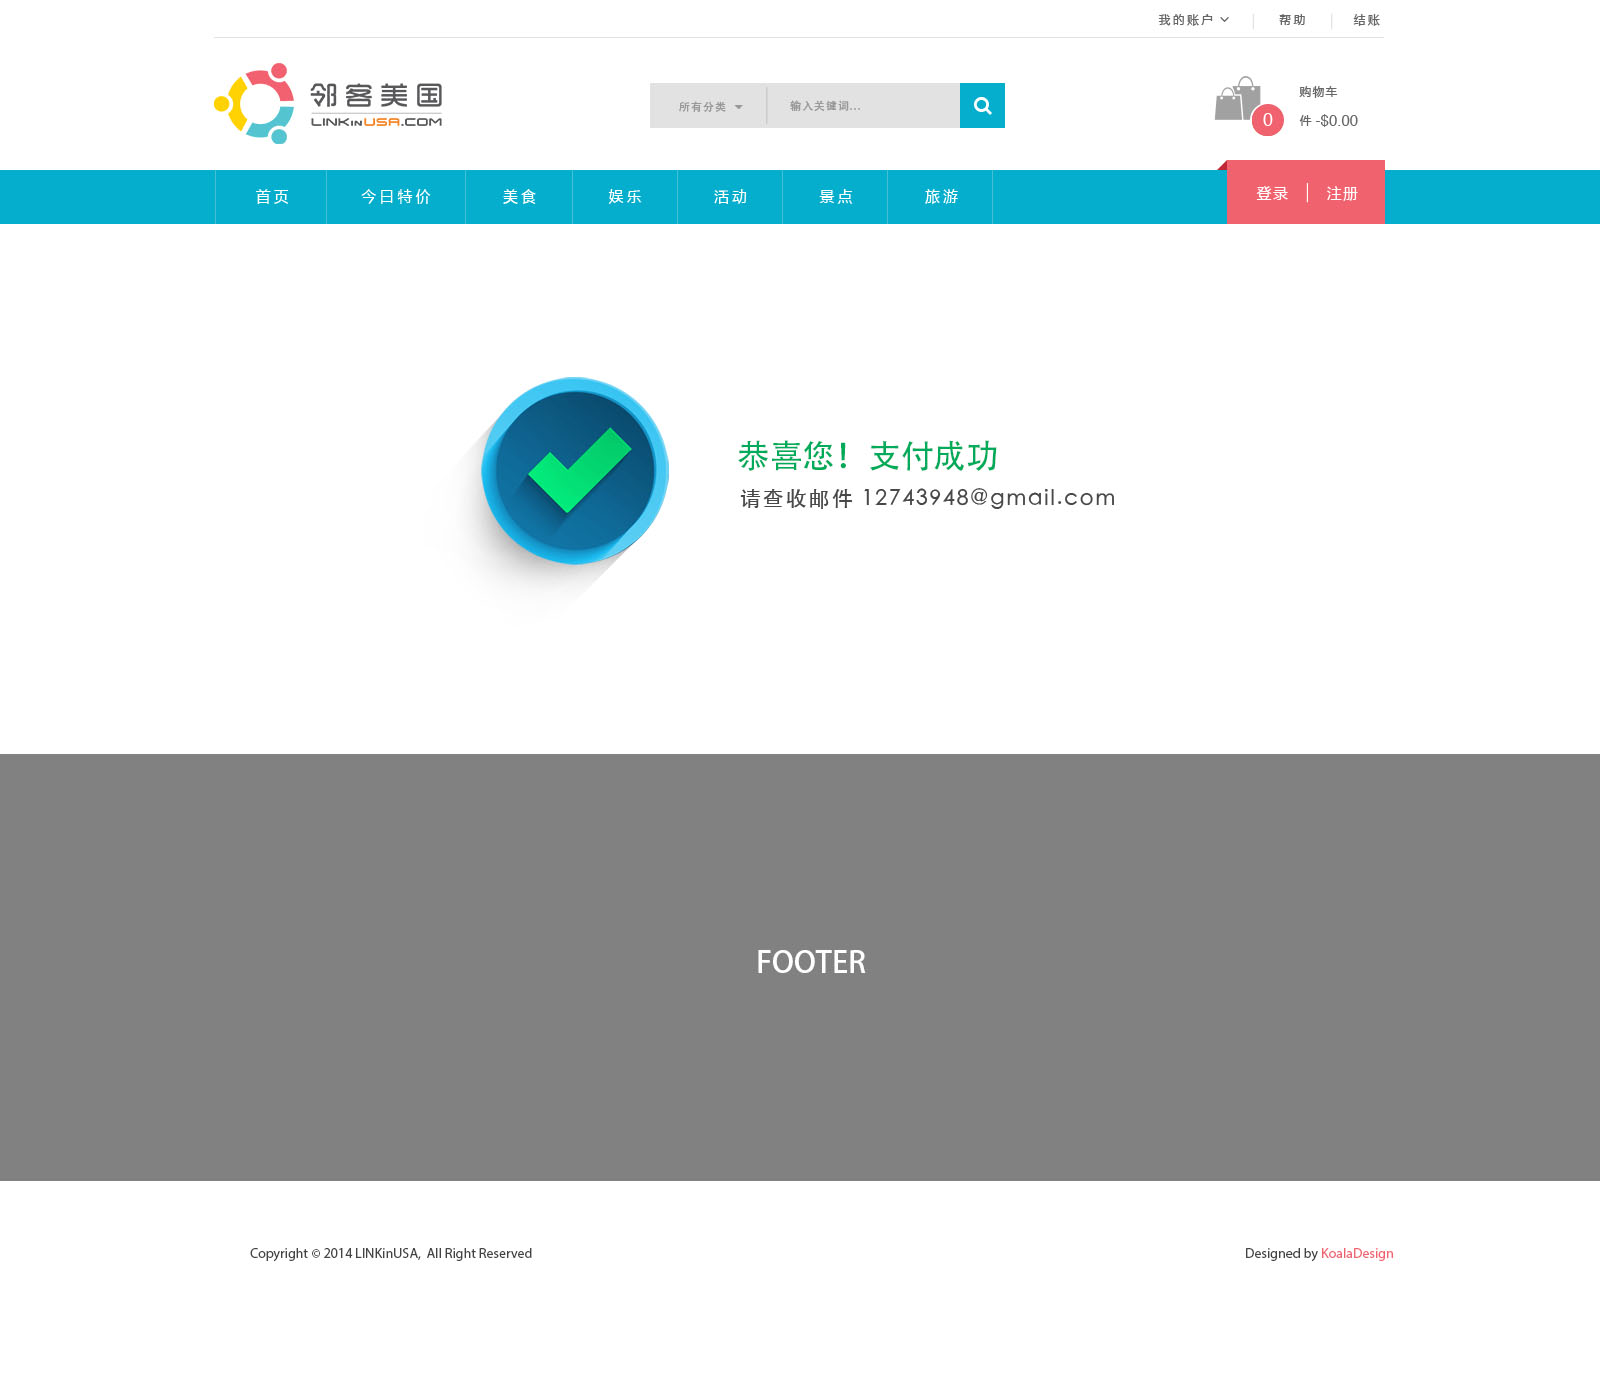 我的账户 帮助 结账
邻客美国
LINKinUSA.COM
所有分类 输入关键词...
购物车
0 件 -$0.00
首页 今日特价 美食 娱乐 活动 景点 旅游 登录 注册
恭喜您！支付成功
请查收邮件 12743948@gmail.com
FOOTER
Copyright © 2014 LINKinUSA, All Right Reserved Designed by KoalaDesign